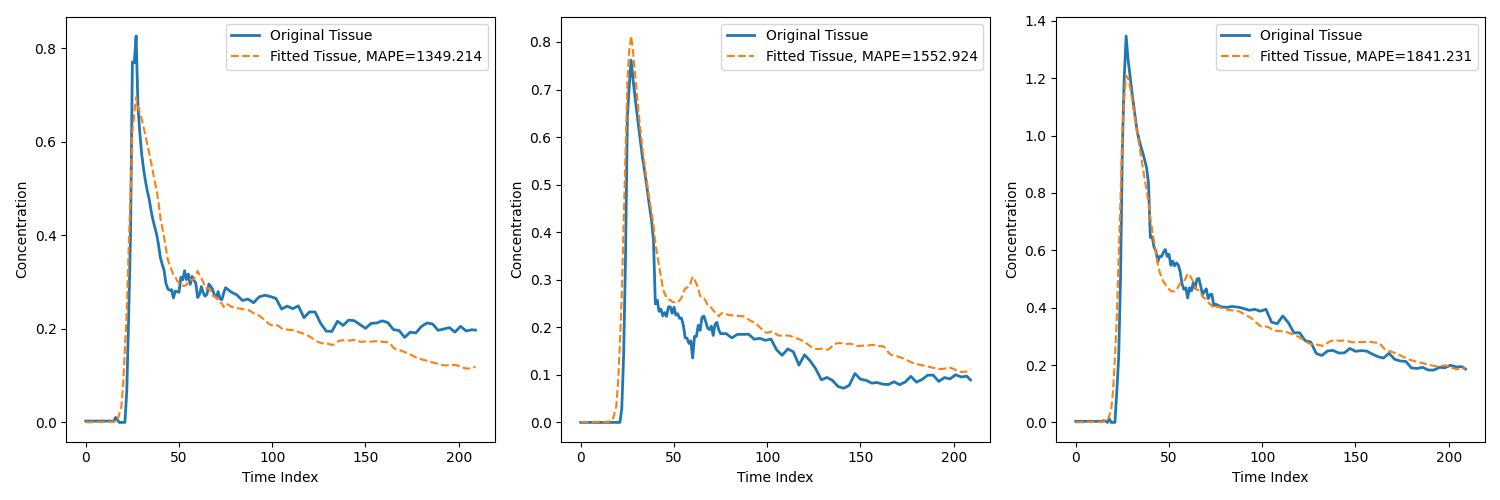 Original Tissue
Fitted Tissue, MAPE=1349.214
Concentration
0.8
0.6
0.4
0.2
0.0
0 50 100 150 200
Time Index
Original Tissue
Fitted Tissue, MAPE=1552.924
Concentration
0.8
0.7
0.6
0.5
0.4
0.3
0.2
0.1
0.0
0 50 100 150 200
Time Index
Original Tissue
Fitted Tissue, MAPE=1841.231
Concentration
1.4
1.2
1.0
0.8
0.6
0.4
0.2
0.0
0 50 100 150 200
Time Index